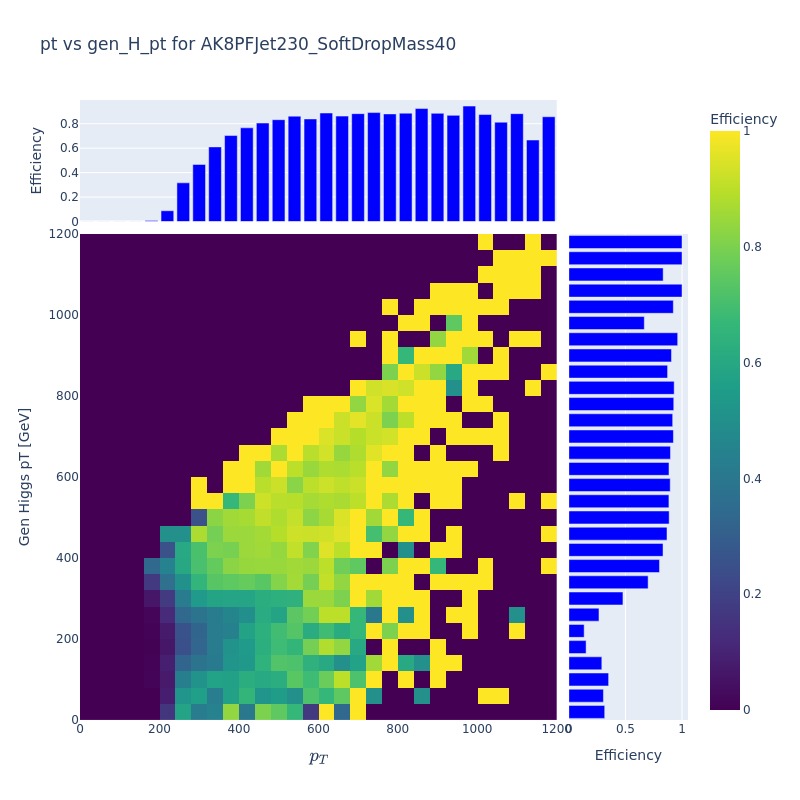 pt vs gen_H_pt for AK8PFJet230_SoftDropMass40
Efficiency
0.8
0.6
0.4
0.2
0
Efficiency
1
0.8
0.6
0.4
0.2
0
Gen Higgs pT [GeV]
1200
1000
800
600
400
200
0
0 200 400 600 800 1000 1200
p_T
0 0.5 1
Efficiency